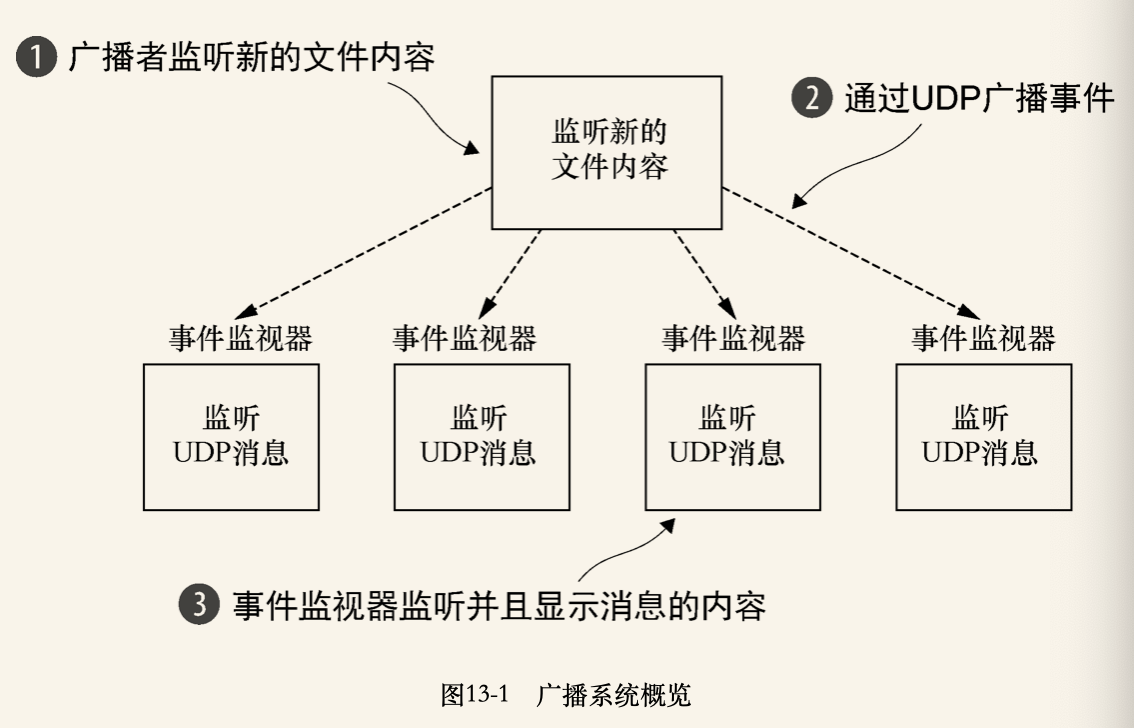 1 广播者监听新的文件内容
2 通过UDP广播事件
监听新的
文件内容
事件监视器
事件监视器
事件监视器
事件监视器
监听
UDP消息
监听
UDP消息
监听
UDP消息
监听
UDP消息
3 事件监视器监听并且显示消息的内容
图13-1 广播系统概览